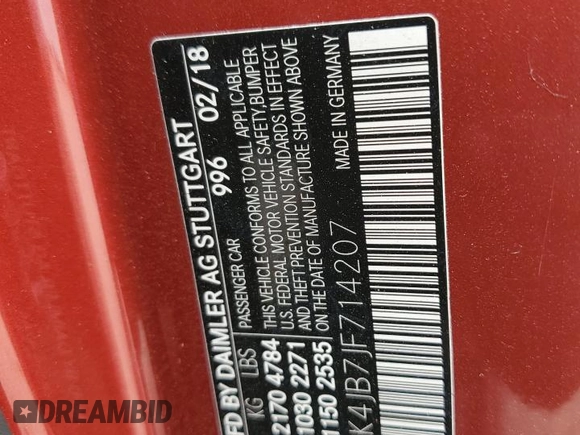 MFD BY DAIMLER AG STUTTGART
996 02/18
KG LBS PASSENGER CAR
2170 4784 THIS VEHICLE CONFORMS TO ALL APPLICABLE
U.S. FEDERAL MOTOR VEHICLE SAFETY, BUMPER
1030 2271 AND THEFT PREVENTION STANDARDS IN EFFECT
1150 2535 ON THE DATE OF MANUFACTURE SHOWN ABOVE
K4JB7JF714207 MADE IN GERMANY
DREAMBID